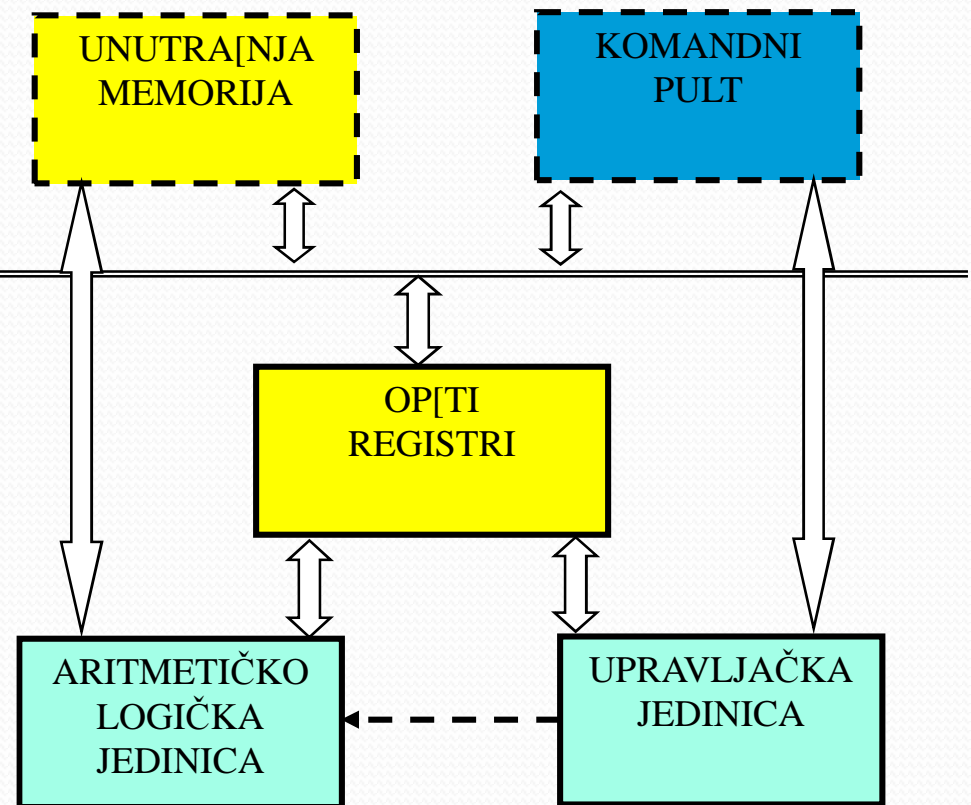 UNUTRA[NJA
MEMORIJA
KOMANDNI
PULT
OP[TI
REGISTRI
ARITMETIČKO
LOGIČKA
JEDINICA
UPRAVLJAČKA
JEDINICA